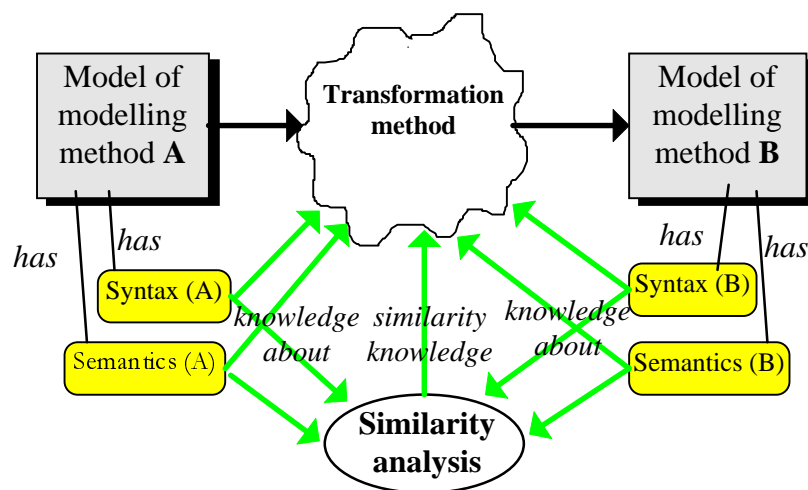 Model of
modelling
method A
Transformation
method
Model of
modelling
method B
has
has
has
has
Syntax (A)
Syntax (B)
knowledge
about
similarity
knowledge
knowledge
about
Semantics (A)
Semantics (B)
Similarity
analysis